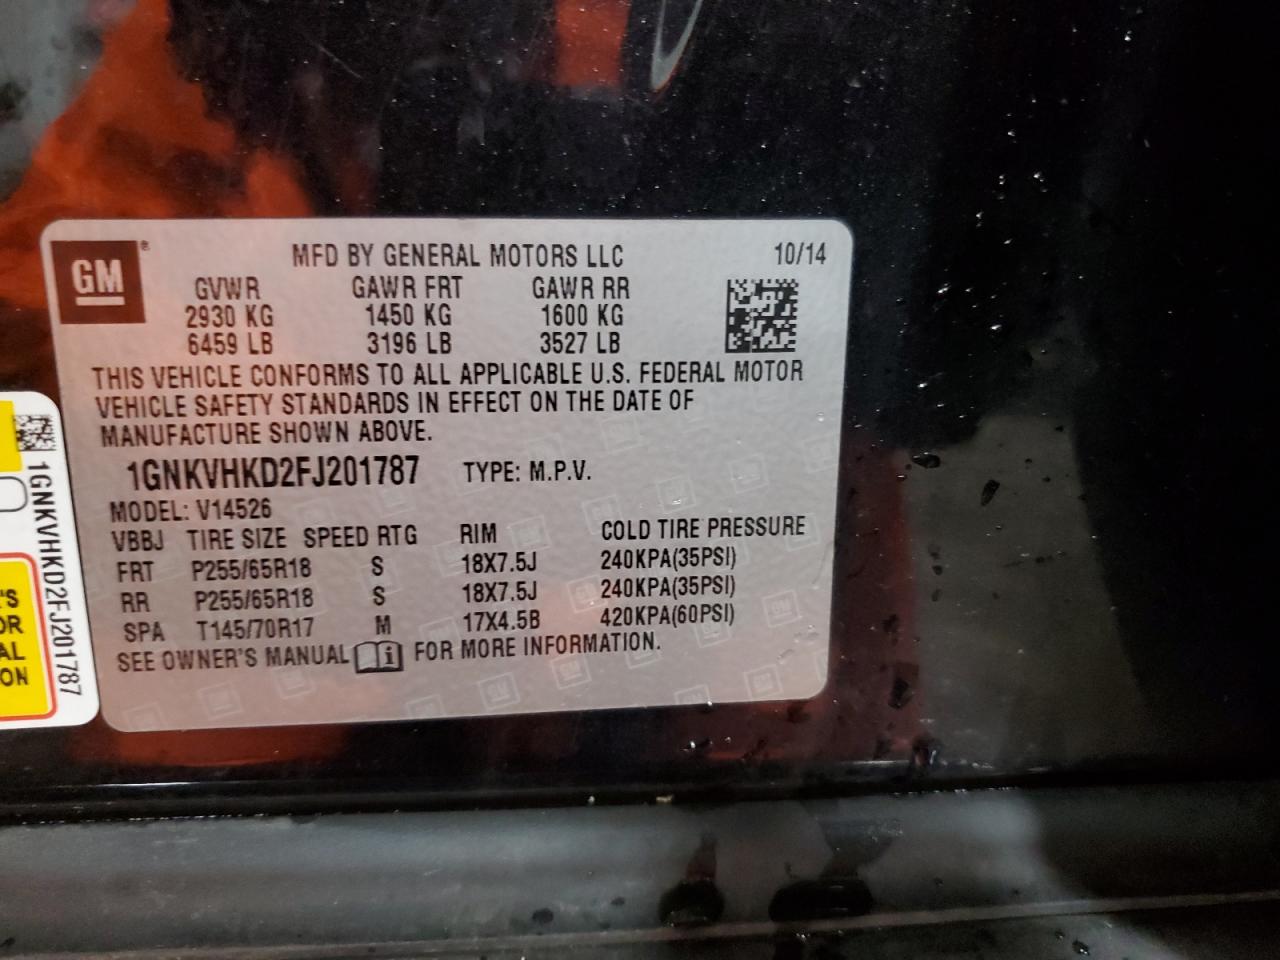 GM ®
MFD BY GENERAL MOTORS LLC 10/14
GVWR GAWR FRT GAWR RR
2930 KG 1450 KG 1600 KG
6459 LB 3196 LB 3527 LB
THIS VEHICLE CONFORMS TO ALL APPLICABLE U.S. FEDERAL MOTOR
VEHICLE SAFETY STANDARDS IN EFFECT ON THE DATE OF
MANUFACTURE SHOWN ABOVE.
1GNKVHKD2FJ201787 TYPE: M.P.V.
MODEL: V14526
VBBJ TIRE SIZE SPEED RTG RIM COLD TIRE PRESSURE
FRT P255/65R18 S 18X7.5J 240KPA(35PSI)
RR P255/65R18 S 18X7.5J 240KPA(35PSI)
SPA T145/70R17 M 17X4.5B 420KPA(60PSI)
SEE OWNER'S MANUAL i FOR MORE INFORMATION.
1GNKVHKD2FJ201787
'S
OR
AL
ON